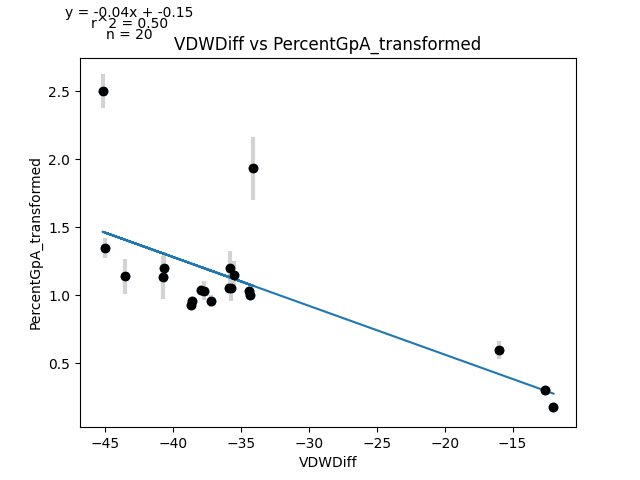 y = -0.04x + -0.15
r^2 = 0.50
n = 20
VDWDiff vs PercentGpA_transformed
PercentGpA_transformed
2.5
2.0
1.5
1.0
0.5
−45
−40
−35
−30
−25
−20
−15
VDWDiff